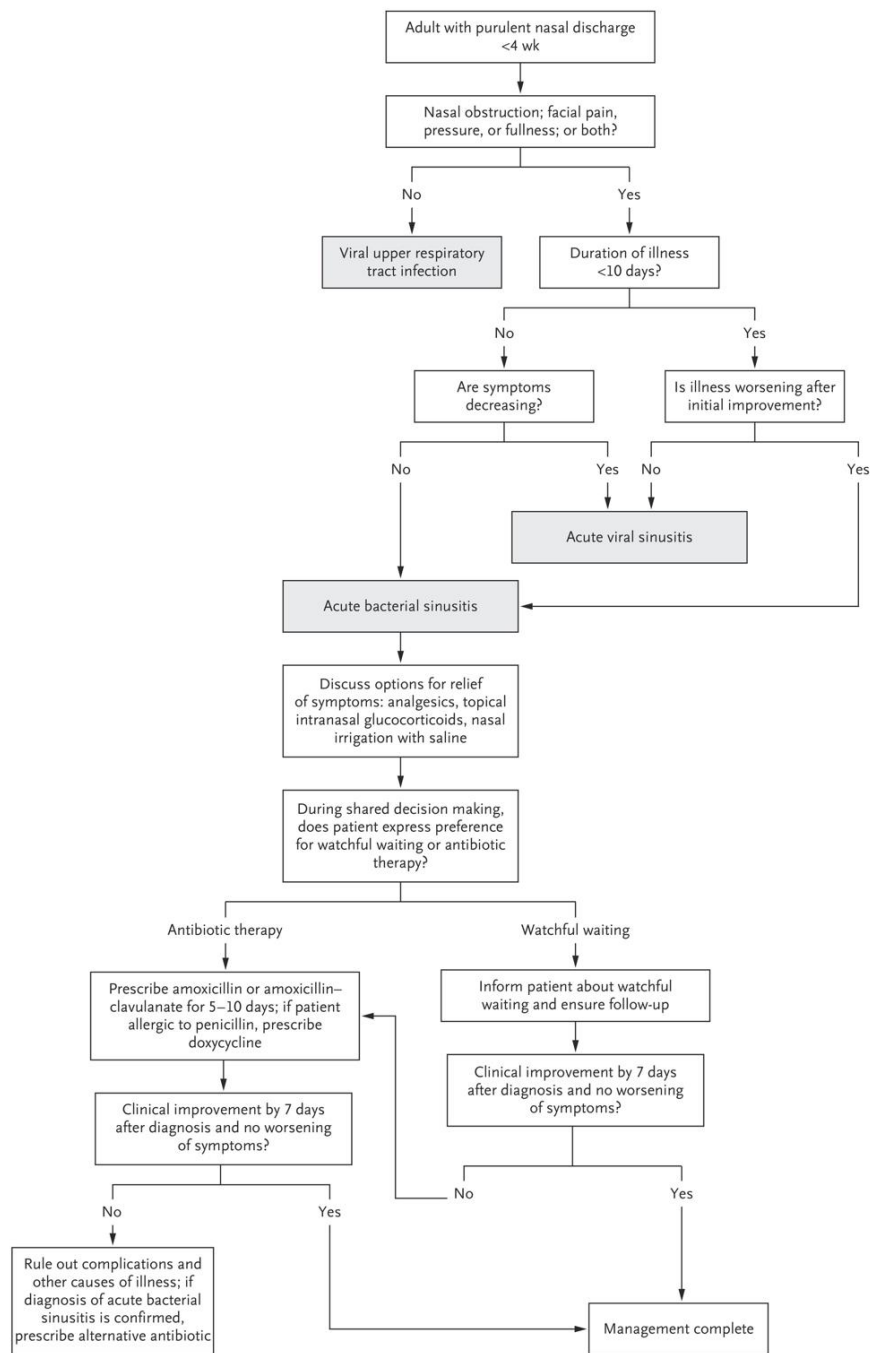 Adult with purulent nasal discharge
<4 wk
Nasal obstruction; facial pain,
pressure, or fullness; or both?
No
Yes
Viral upper respiratory
tract infection
Duration of illness
<10 days?
No
Yes
Are symptoms
decreasing?
Is illness worsening after
initial improvement?
No
Yes
No
Yes
Acute viral sinusitis
Acute bacterial sinusitis
Discuss options for relief
of symptoms: analgesics, topical
intranasal glucocorticoids, nasal
irrigation with saline
During shared decision making,
does patient express preference
for watchful waiting or antibiotic
therapy?
Antibiotic therapy
Watchful waiting
Prescribe amoxicillin or amoxicillin–
clavulanate for 5–10 days; if patient
allergic to penicillin, prescribe
doxycycline
Inform patient about watchful
waiting and ensure follow-up
Clinical improvement by 7 days
after diagnosis and no worsening
of symptoms?
Clinical improvement by 7 days
after diagnosis and no worsening
of symptoms?
No
Yes
No
Yes
Rule out complications and
other causes of illness; if
diagnosis of acute bacterial
sinusitis is confirmed,
prescribe alternative antibiotic
Management complete